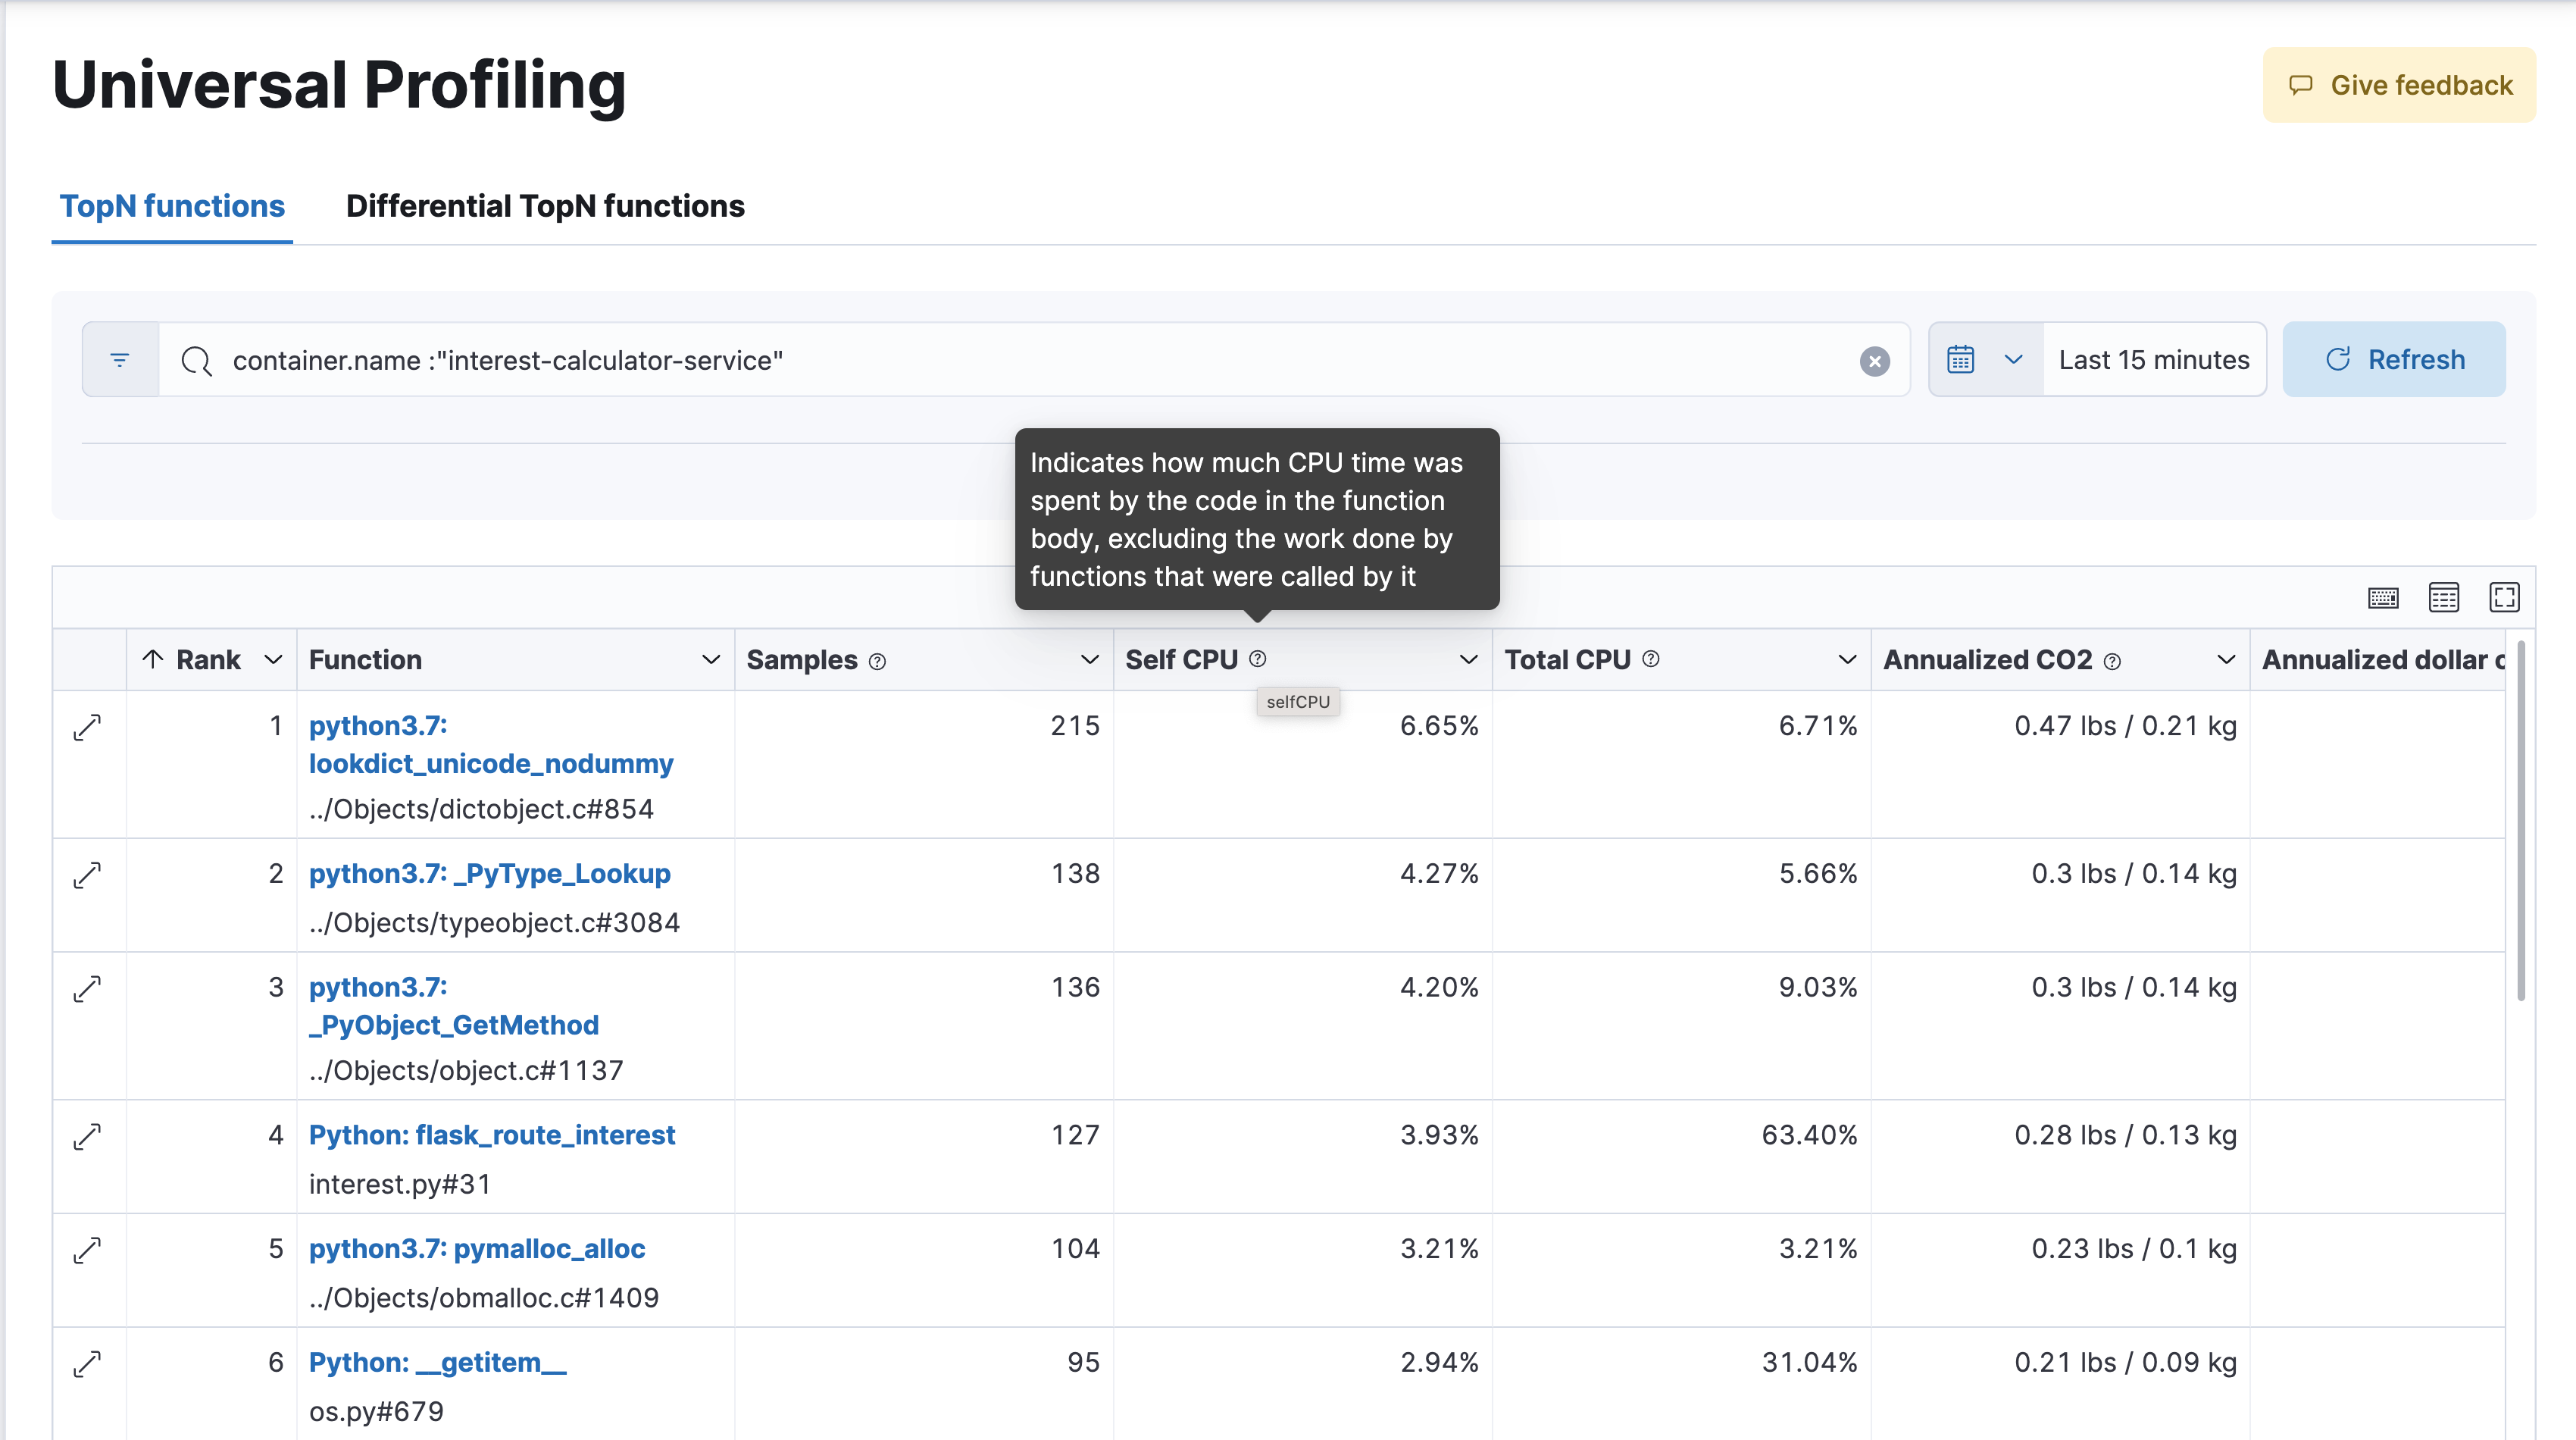 Universal Profiling
Give feedback
TopN functions
Differential TopN functions
container.name :"interest-calculator-service"
Last 15 minutes
Refresh
Indicates how much CPU time was
spent by the code in the function
body, excluding the work done by
functions that were called by it
Rank Function Samples Self CPU Total CPU Annualized CO2 Annualized dollar
selfCPU
1 python3.7: 215 6.65% 6.71% 0.47 lbs / 0.21 kg
lookdict_unicode_nodummy
../Objects/dictobject.c#854
2 python3.7: _PyType_Lookup 138 4.27% 5.66% 0.3 lbs / 0.14 kg
../Objects/typeobject.c#3084
3 python3.7: 136 4.20% 9.03% 0.3 lbs / 0.14 kg
_PyObject_GetMethod
../Objects/object.c#1137
4 Python: flask_route_interest 127 3.93% 63.40% 0.28 lbs / 0.13 kg
interest.py#31
5 python3.7: pymalloc_alloc 104 3.21% 3.21% 0.23 lbs / 0.1 kg
../Objects/obmalloc.c#1409
6 Python: __getitem__ 95 2.94% 31.04% 0.21 lbs / 0.09 kg
os.py#679